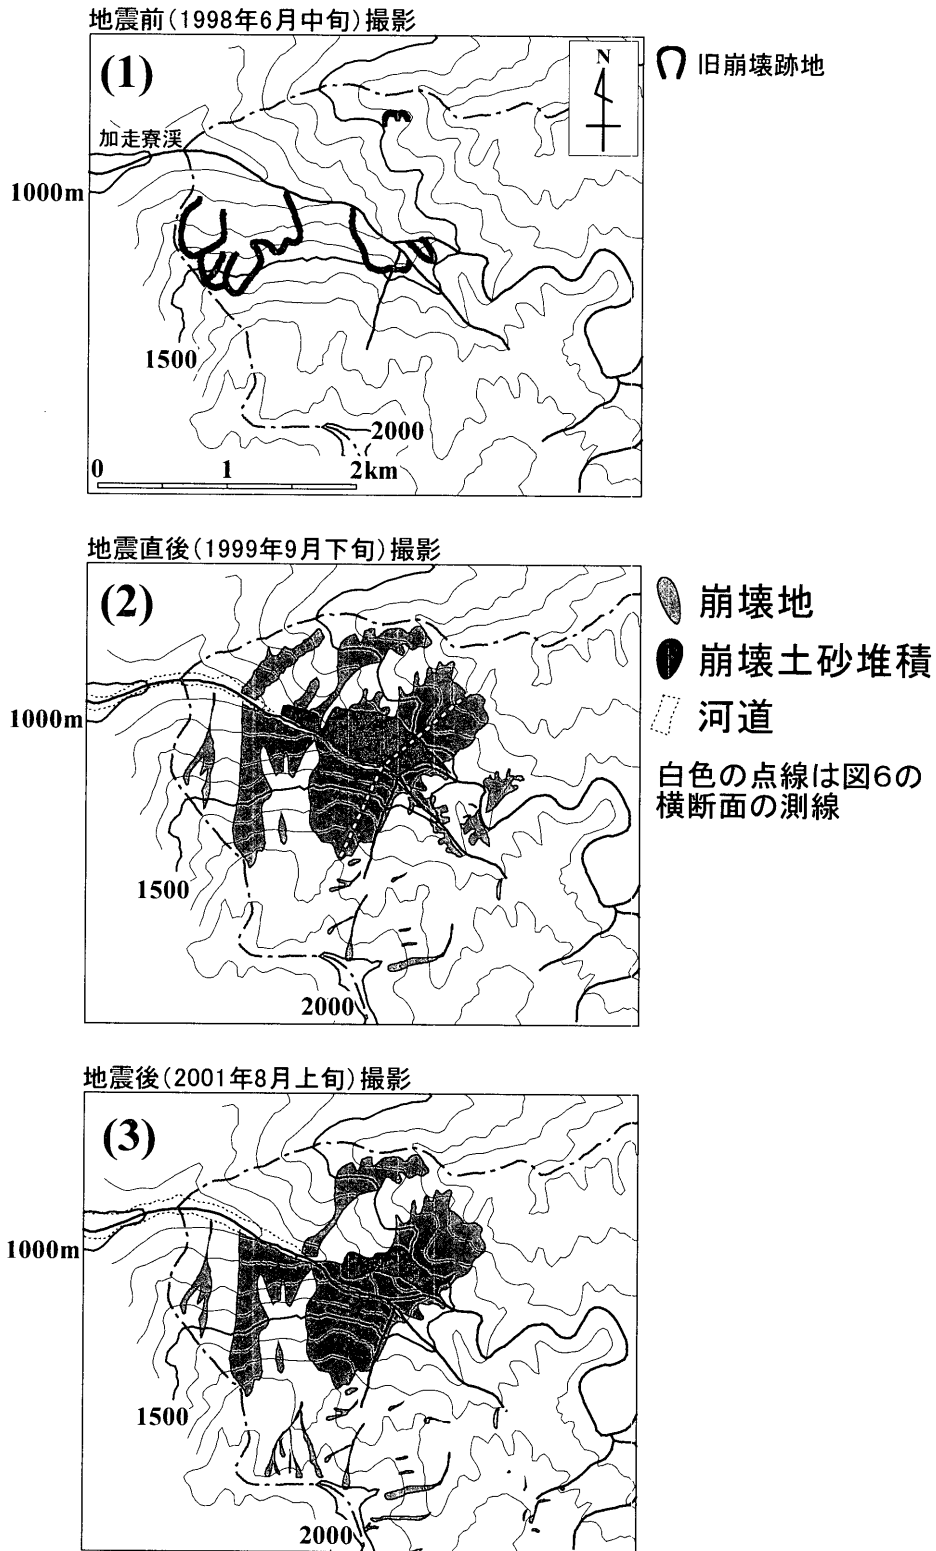 地震前(1998年6月中旬)撮影
(1)
N
旧崩壊跡地
加走寮渓
1000m
1500
2000
0 1 2km
地震直後(1999年9月下旬)撮影
(2)
崩壊地
崩壊土砂堆積
河道
白色の点線は図6の
横断面の測線
1000m
1500
2000
地震後(2001年8月上旬)撮影
(3)
1000m
1500
2000